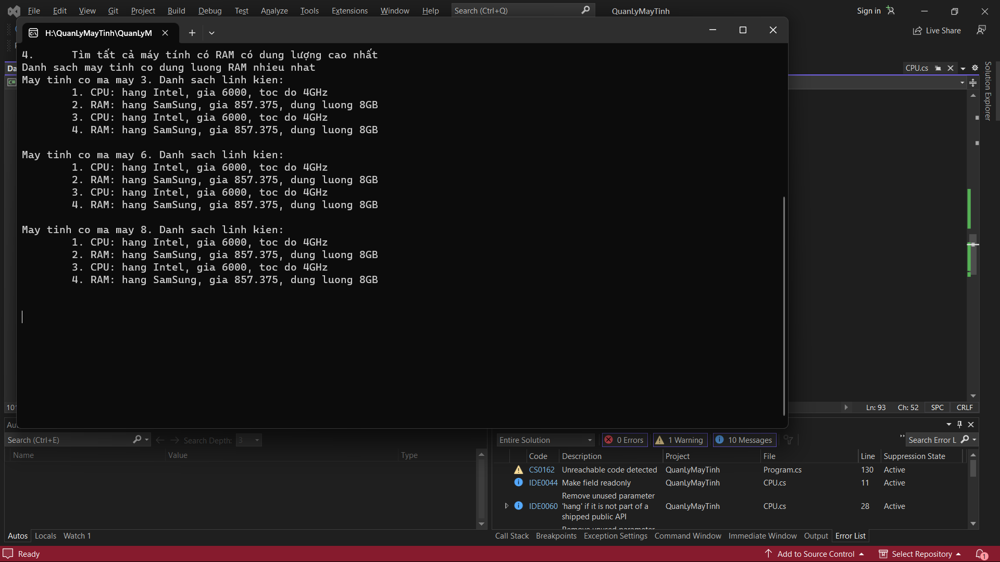 File Edit View Git Project Build Debug Test Analyze Tools Extensions Window Help Search (Ctrl+Q) QuanLyMayTinh Sign in
H:\QuanLyMayTinh\QuanLyM
Live Share
4. Tìm tất cả máy tính có RAM có dung lượng cao nhất
Danh sach may tinh co dung luong RAM nhieu nhat
May tinh co ma may 3. Danh sach linh kien:
1. CPU: hang Intel, gia 6000, toc do 4GHz
2. RAM: hang SamSung, gia 857.375, dung luong 8GB
3. CPU: hang Intel, gia 6000, toc do 4GHz
4. RAM: hang SamSung, gia 857.375, dung luong 8GB
May tinh co ma may 6. Danh sach linh kien:
1. CPU: hang Intel, gia 6000, toc do 4GHz
2. RAM: hang SamSung, gia 857.375, dung luong 8GB
3. CPU: hang Intel, gia 6000, toc do 4GHz
4. RAM: hang SamSung, gia 857.375, dung luong 8GB
May tinh co ma may 8. Danh sach linh kien:
1. CPU: hang Intel, gia 6000, toc do 4GHz
2. RAM: hang SamSung, gia 857.375, dung luong 8GB
3. CPU: hang Intel, gia 6000, toc do 4GHz
4. RAM: hang SamSung, gia 857.375, dung luong 8GB
Da
C#
CPU.cs
Solution Explorer
101
Ln: 93 Ch: 52 SPC CRLF
Au
Search (Ctrl+E) Search Depth: 3
Name Value Type
Autos Locals Watch 1
Entire Solution 0 Errors 1 Warning 10 Messages Search Error L
Code Description Project File Line Suppression State
CS0162 Unreachable code detected QuanLyMayTinh Program.cs 130 Active
IDE0044 Make field readonly QuanLyMayTinh CPU.cs 11 Active
Remove unused parameter
IDE0060 'hang' if it is not part of a QuanLyMayTinh CPU.cs 28 Active
shipped public API
Remove unused parameter
Call Stack Breakpoints Exception Settings Command Window Immediate Window Output Error List
Ready Add to Source Control Select Repository 1